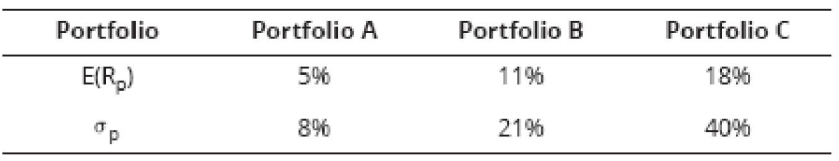 Portfolio Portfolio A Portfolio B Portfolio C
E(Rp) 5% 11% 18%
σp 8% 21% 40%